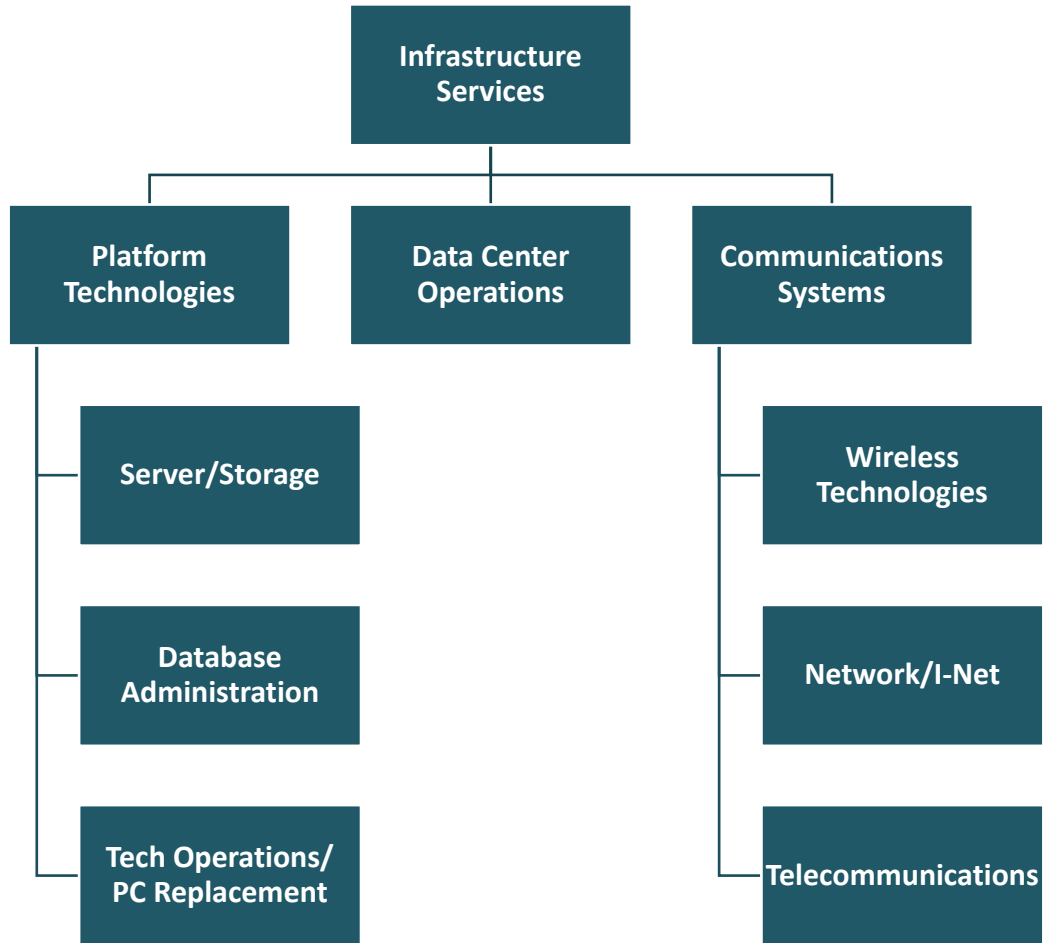 Infrastructure
Services
Platform
Technologies
Data Center
Operations
Communications
Systems
Server/Storage
Database
Administration
Tech Operations/
PC Replacement
Wireless
Technologies
Network/I-Net
Telecommunications